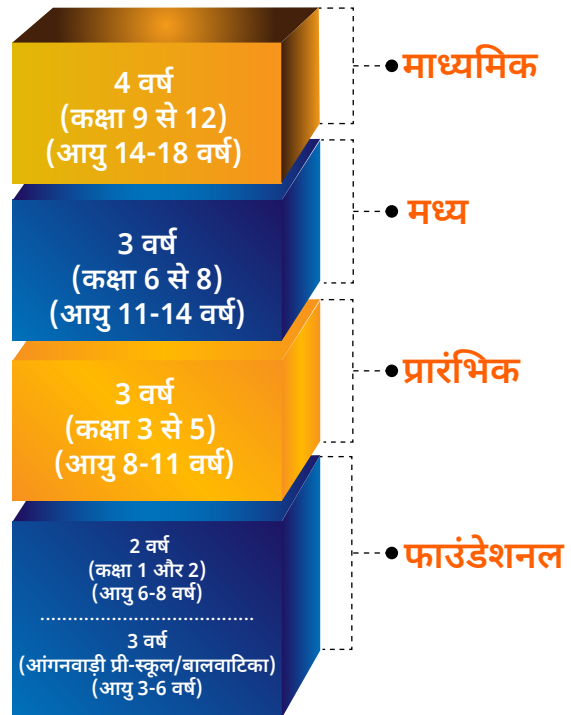 4 वर्ष
(कक्षा 9 से 12)
(आयु 14-18 वर्ष)
माध्यमिक
3 वर्ष
(कक्षा 6 से 8)
(आयु 11-14 वर्ष)
मध्य
3 वर्ष
(कक्षा 3 से 5)
(आयु 8-11 वर्ष)
प्रारंभिक
2 वर्ष
(कक्षा 1 और 2)
(आयु 6-8 वर्ष)
3 वर्ष
(आंगनवाड़ी प्री-स्कूल/बालवाटिका)
(आयु 3-6 वर्ष)
फाउंडेशनल